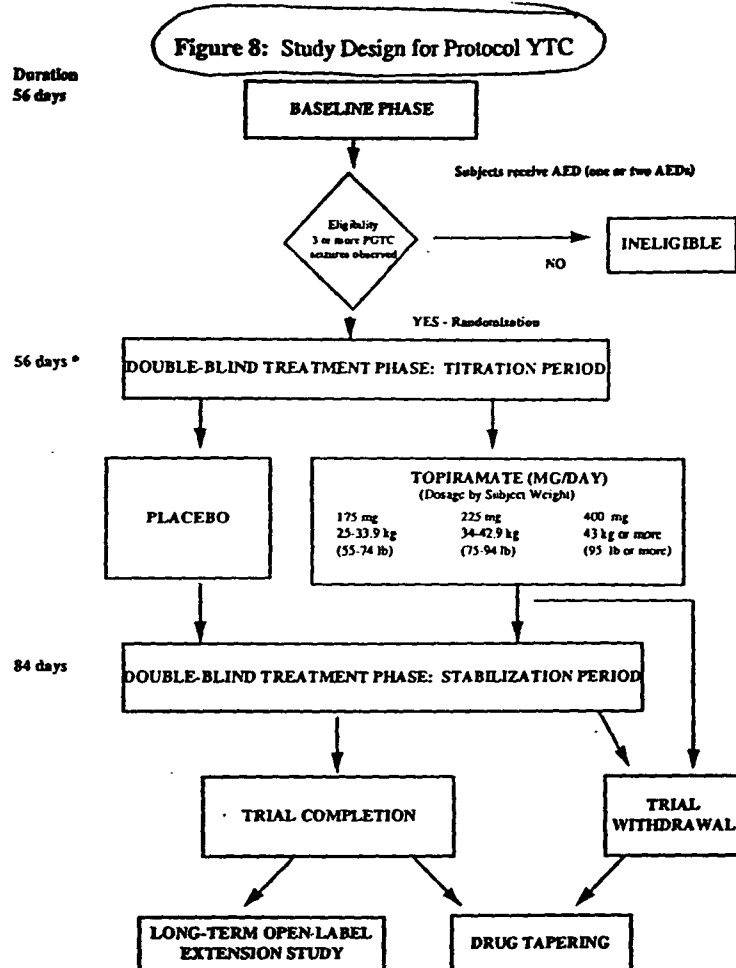 Figure 8: Study Design for Protocol YTC
Duration
56 days
BASELINE PHASE
Subjects receive AED (one or two AEDs)
Eligibility
3 or more PGTC
seizures observed
INELIGIBLE
NO
YES - Randomization
56 days *
DOUBLE-BLIND TREATMENT PHASE: TITRATION PERIOD
PLACEBO
TOPIRAMATE (MG/DAY)
(Dosage by Subject Weight)
175 mg 225 mg 400 mg
25-33.9 kg 34-42.9 kg 43 kg or more
(55-74 lb) (75-94 lb) (95 lb or more)
84 days
DOUBLE-BLIND TREATMENT PHASE: STABILIZATION PERIOD
TRIAL COMPLETION
TRIAL
WITHDRAWAL
LONG-TERM OPEN-LABEL
EXTENSION STUDY
DRUG TAPERING